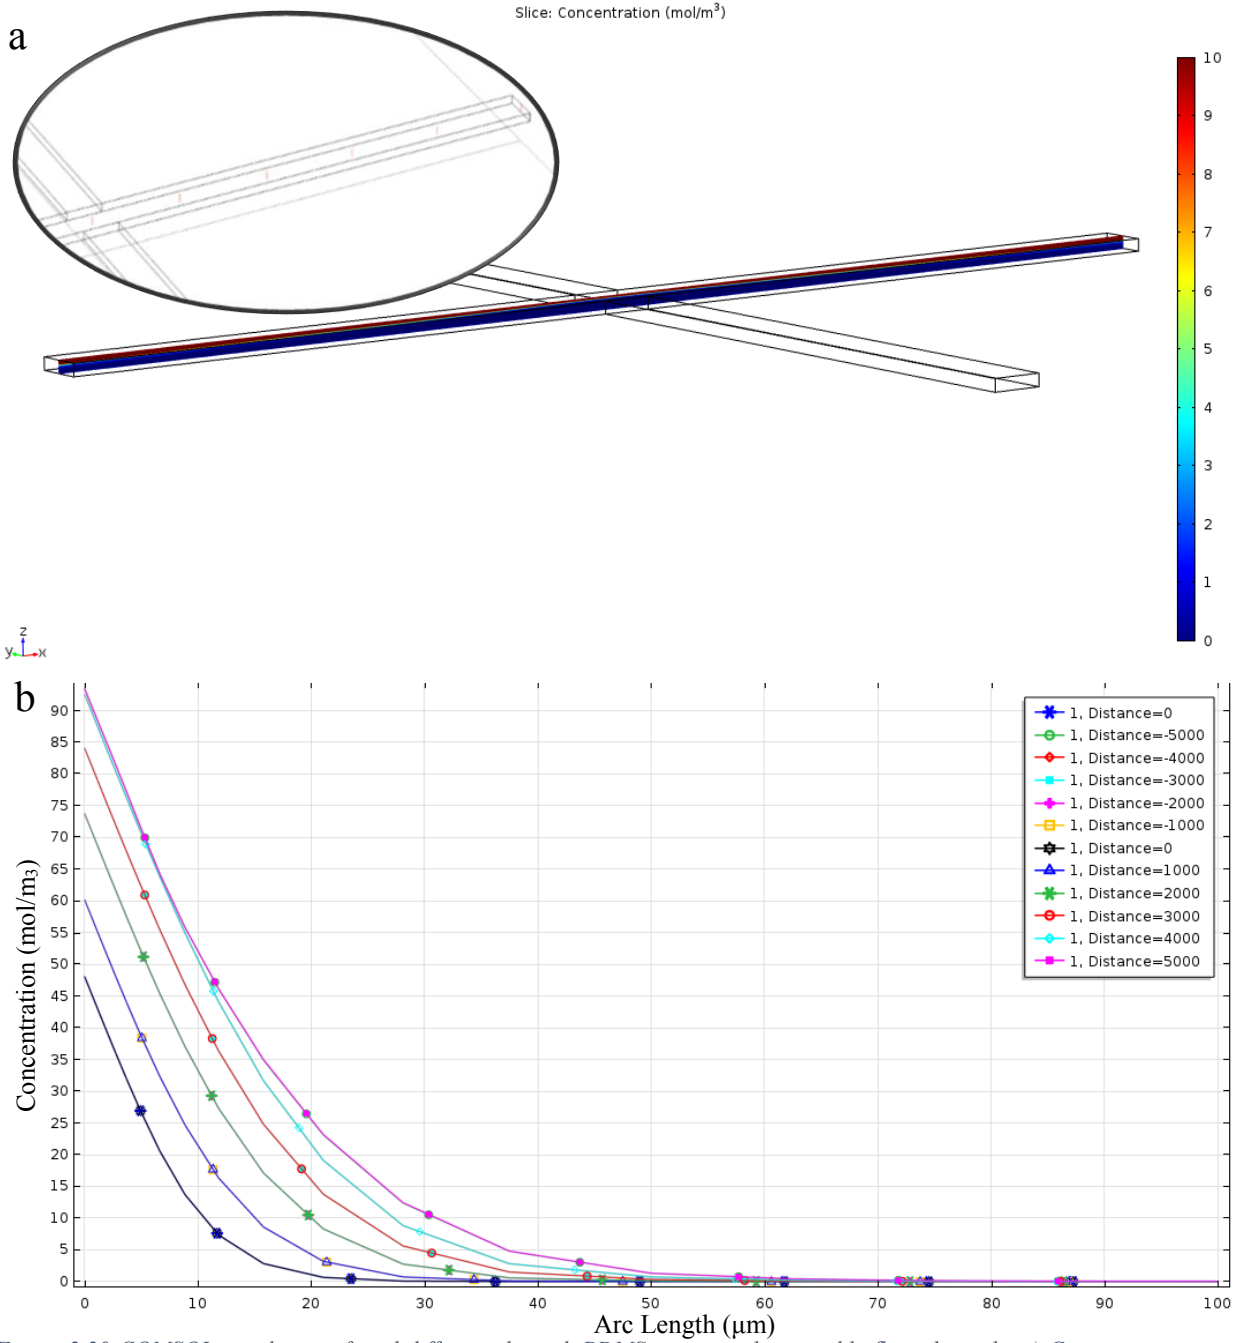 Slice: Concentration (mol/m³)
a
10
9
8
7
6
5
4
3
2
1
0
z
y
x
b
90
85
80
75
70
65
60
55
50
45
40
35
30
25
20
15
10
5
0
Concentration (mol/m₃)
1, Distance=0
1, Distance=-5000
1, Distance=-4000
1, Distance=-3000
1, Distance=-2000
1, Distance=-1000
1, Distance=0
1, Distance=1000
1, Distance=2000
1, Distance=3000
1, Distance=4000
1, Distance=5000
0 10 20 30 40 50 60 70 80 90 100
Arc Length (μm)